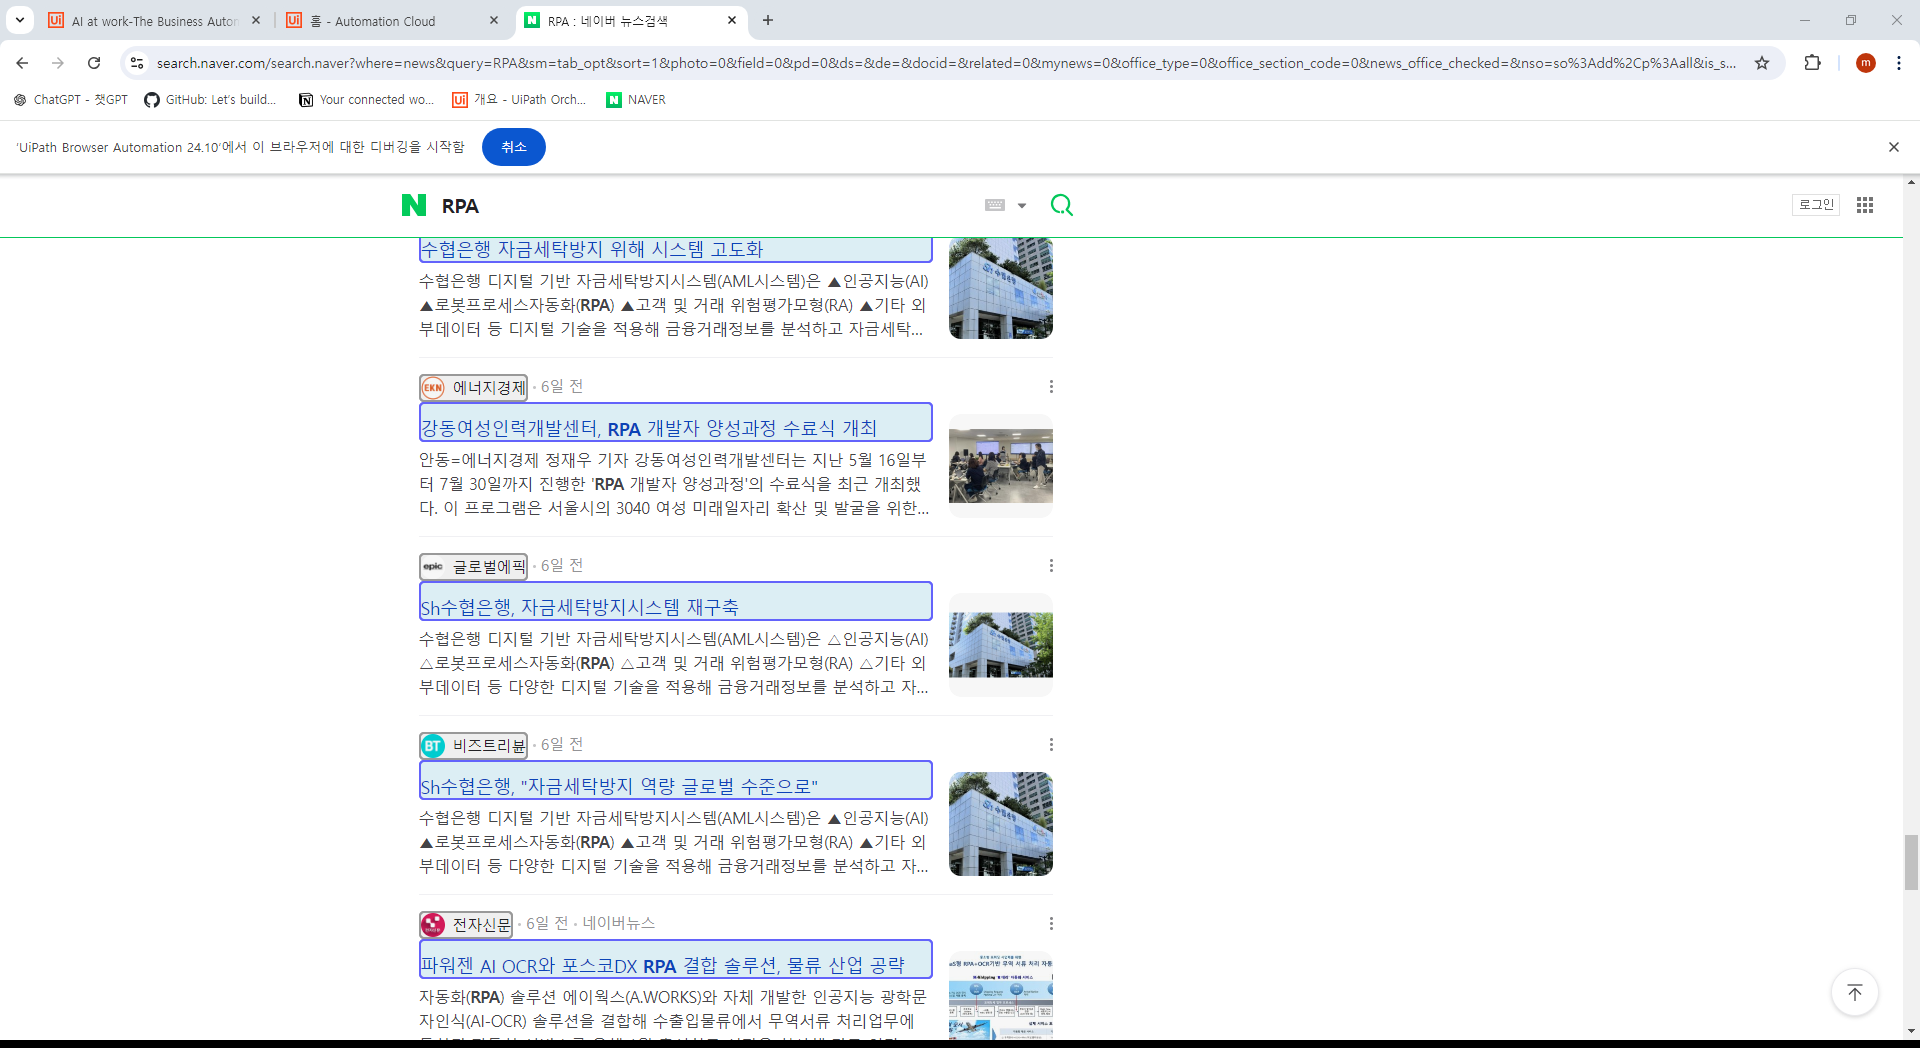 AI at work-The Business Auton
홈 - Automation Cloud
RPA : 네이버 뉴스검색
search.naver.com/search.naver?where=news&query=RPA&sm=tab_opt&sort=1&photo=0&field=0&pd=0&ds=&de=&docid=&related=0&mynews=0&office_type=0&office_section_code=0&news_office_checked=&nso=so%3Add%2Cp%3Aall&is_s...
m
ChatGPT - 챗GPT
GitHub: Let's build...
Your connected wo...
개요 - UiPath Orch...
NAVER
'UiPath Browser Automation 24.10'에서 이 브라우저에 대한 디버깅을 시작함
취소
RPA
로그인
수협은행 자금세탁방지 위해 시스템 고도화
수협은행 디지털 기반 자금세탁방지시스템(AML시스템)은 ▲인공지능(AI)
▲로봇프로세스자동화(RPA) ▲고객 및 거래 위험평가모형(RA) ▲기타 외
부데이터 등 디지털 기술을 적용해 금융거래정보를 분석하고 자금세탁...
EKN 에너지경제 · 6일 전
강동여성인력개발센터, RPA 개발자 양성과정 수료식 개최
안동=에너지경제 정재우 기자 강동여성인력개발센터는 지난 5월 16일부
터 7월 30일까지 진행한 'RPA 개발자 양성과정'의 수료식을 최근 개최했
다. 이 프로그램은 서울시의 3040 여성 미래일자리 확산 및 발굴을 위한...
epic 글로벌에픽 · 6일 전
Sh수협은행, 자금세탁방지시스템 재구축
수협은행 디지털 기반 자금세탁방지시스템(AML시스템)은 △인공지능(AI)
△로봇프로세스자동화(RPA) △고객 및 거래 위험평가모형(RA) △기타 외
부데이터 등 다양한 디지털 기술을 적용해 금융거래정보를 분석하고 자...
BT 비즈트리뷴 · 6일 전
Sh수협은행, "자금세탁방지 역량 글로벌 수준으로"
수협은행 디지털 기반 자금세탁방지시스템(AML시스템)은 ▲인공지능(AI)
▲로봇프로세스자동화(RPA) ▲고객 및 거래 위험평가모형(RA) ▲기타 외
부데이터 등 다양한 디지털 기술을 적용해 금융거래정보를 분석하고 자...
전자신문 · 6일 전 · 네이버뉴스
파워젠 AI OCR와 포스코DX RPA 결합 솔루션, 물류 산업 공략
자동화(RPA) 솔루션 에이웍스(A.WORKS)와 자체 개발한 인공지능 광학문
자인식(AI-OCR) 솔루션을 결합해 수출입물류에서 무역서류 처리업무에